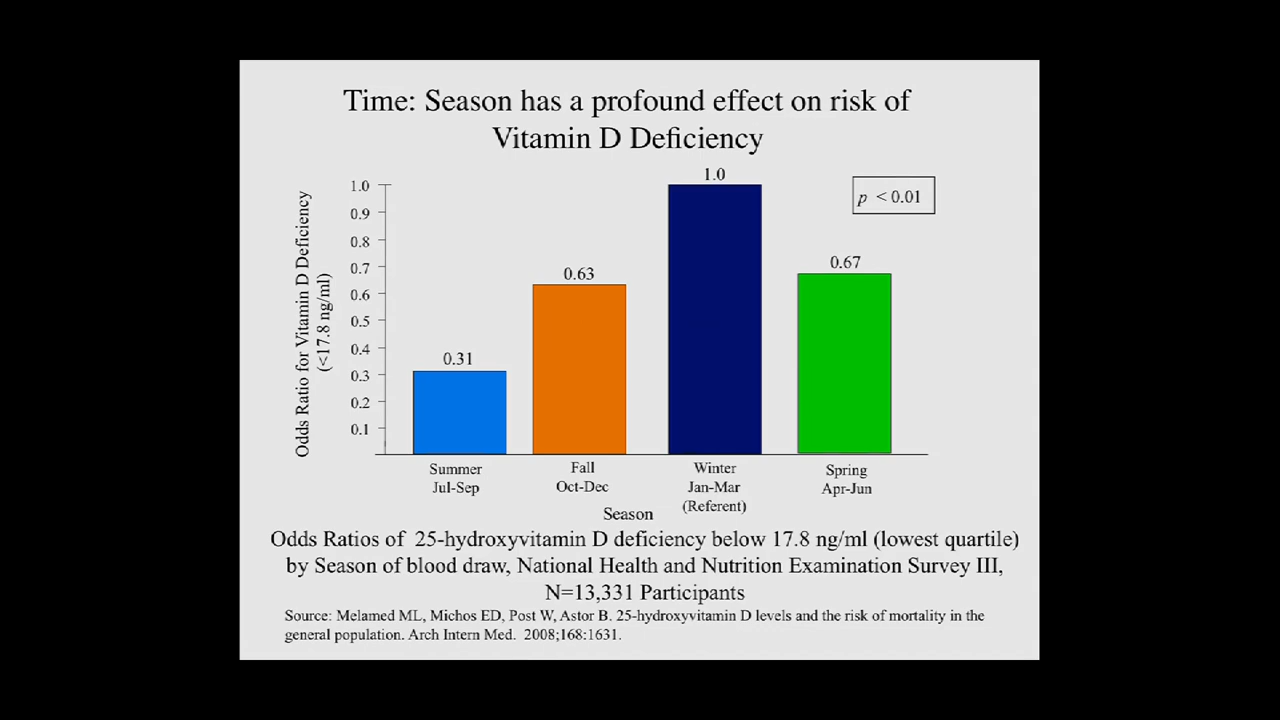 Time: Season has a profound effect on risk of
Vitamin D Deficiency
Odds Ratio for Vitamin D Deficiency
(<17.8 ng/ml)
1.0
0.9
0.8
0.7
0.6
0.5
0.4
0.3
0.2
0.1
0.31
0.63
1.0
0.67
p < 0.01
Summer
Jul-Sep
Fall
Oct-Dec
Winter
Jan-Mar
(Referent)
Spring
Apr-Jun
Season
Odds Ratios of 25-hydroxyvitamin D deficiency below 17.8 ng/ml (lowest quartile)
by Season of blood draw, National Health and Nutrition Examination Survey III,
N=13,331 Participants
Source: Melamed ML, Michos ED, Post W, Astor B. 25-hydroxyvitamin D levels and the risk of mortality in the
general population. Arch Intern Med. 2008;168:1631.